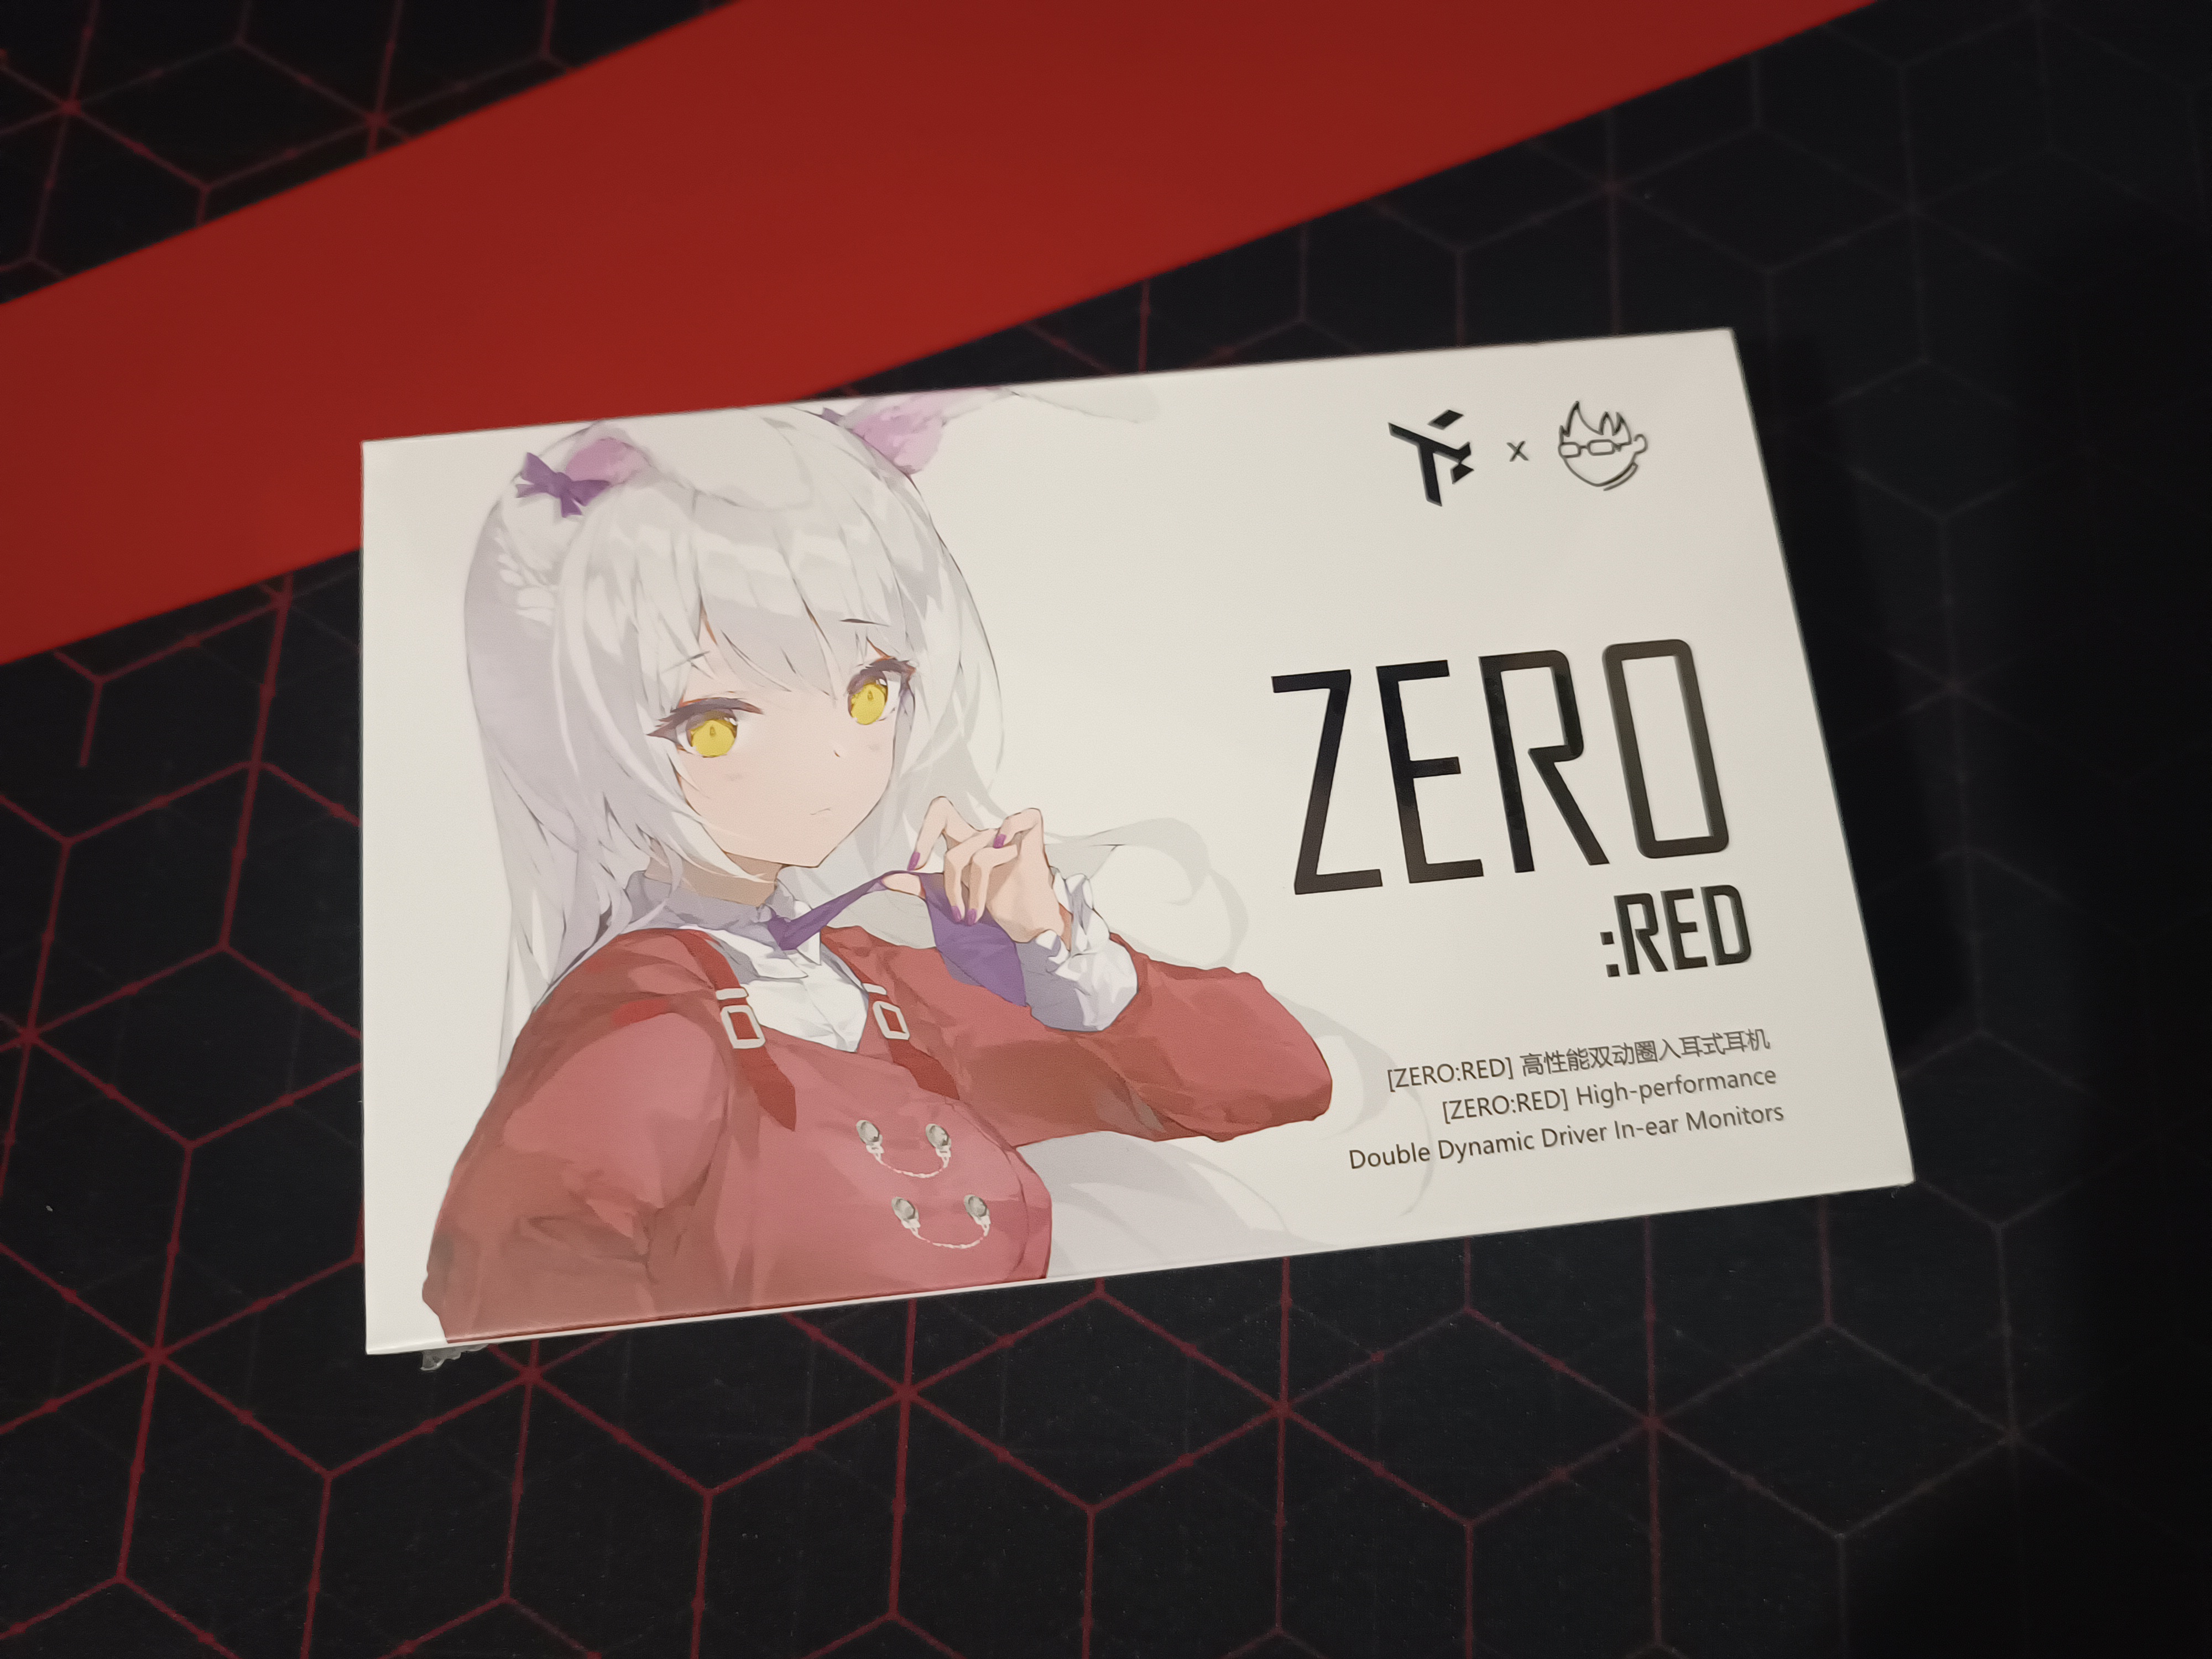 x
ZERO
:RED
[ZERO:RED] 高性能双动圈入耳式耳机
[ZERO:RED] High-performance
Double Dynamic Driver In-ear Monitors